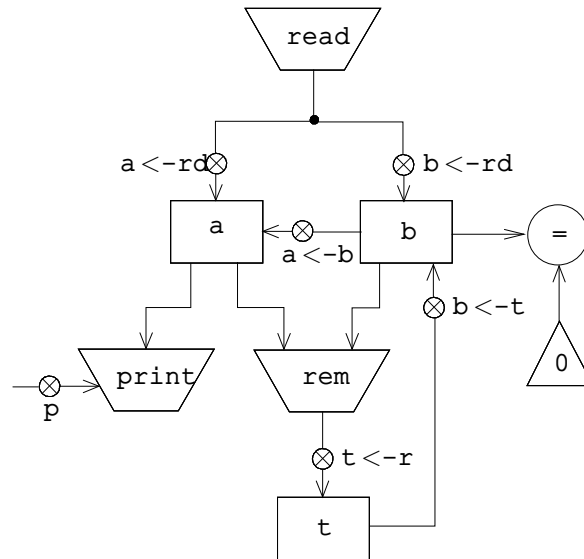 read
a<-rd
b<-rd
a
b
=
a<-b
b<-t
print
rem
0
p
t<-r
t